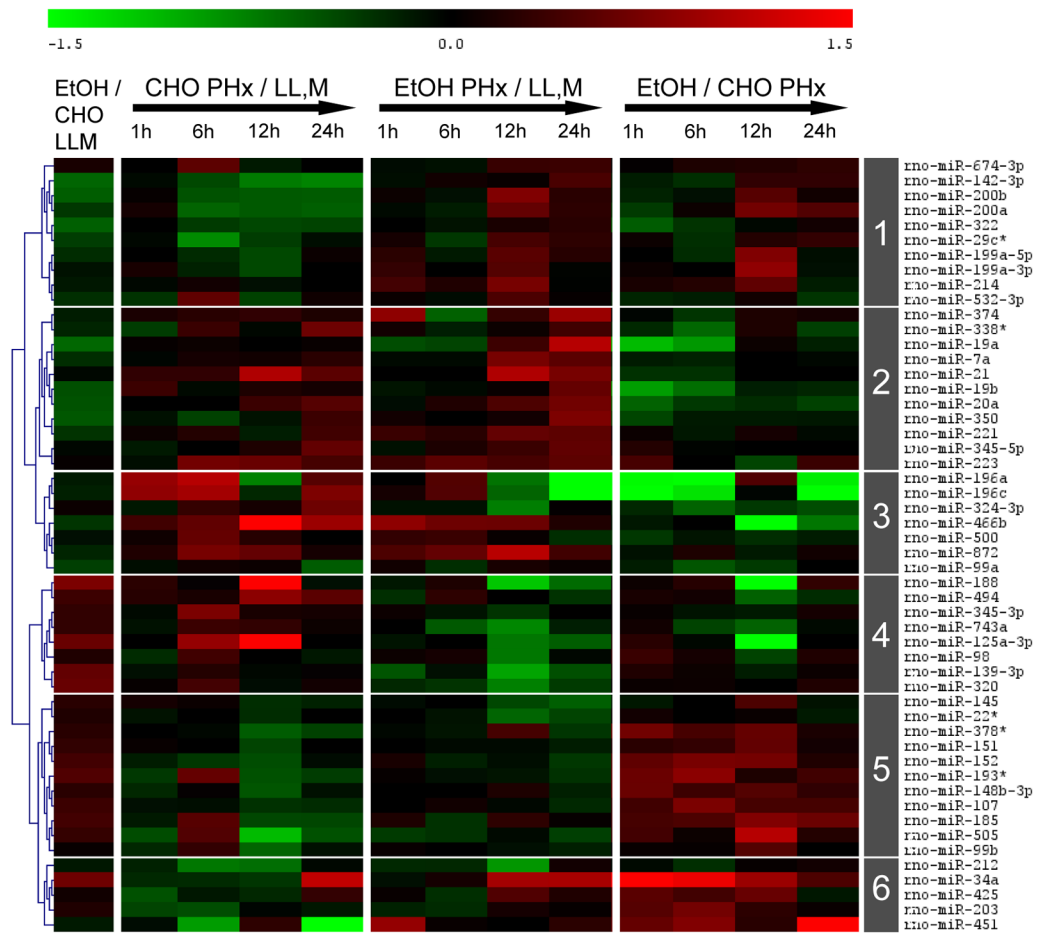 -1.5 0.0 1.5
EtOH / CHO LLM
CHO PHx / LL,M
1h 6h 12h 24h
EtOH PHx / LL,M
1h 6h 12h 24h
EtOH / CHO PHx
1h 6h 12h 24h
1
rno-miR-674-3p
rno-miR-142-3p
rno-miR-200b
rno-miR-200a
rno-miR-322
rno-miR-29c*
rno-miR-199a-5p
rno-miR-199a-3p
rno-miR-214
rno-miR-532-3p
2
rno-miR-374
rno-miR-338*
rno-miR-19a
rno-miR-7a
rno-miR-21
rno-miR-19b
rno-miR-20a
rno-miR-350
rno-miR-221
rno-miR-345-5p
rno-miR-223
3
rno-miR-196a
rno-miR-196c
rno-miR-324-3p
rno-miR-466b
rno-miR-500
rno-miR-872
rno-miR-99a
4
rno-miR-188
rno-miR-494
rno-miR-345-3p
rno-miR-743a
rno-miR-125a-3p
rno-miR-98
rno-miR-139-3p
rno-miR-320
5
rno-miR-145
rno-miR-22*
rno-miR-378*
rno-miR-151
rno-miR-152
rno-miR-193*
rno-miR-148b-3p
rno-miR-107
rno-miR-185
rno-miR-505
rno-miR-99b
6
rno-miR-212
rno-miR-34a
rno-miR-425
rno-miR-203
rno-miR-451